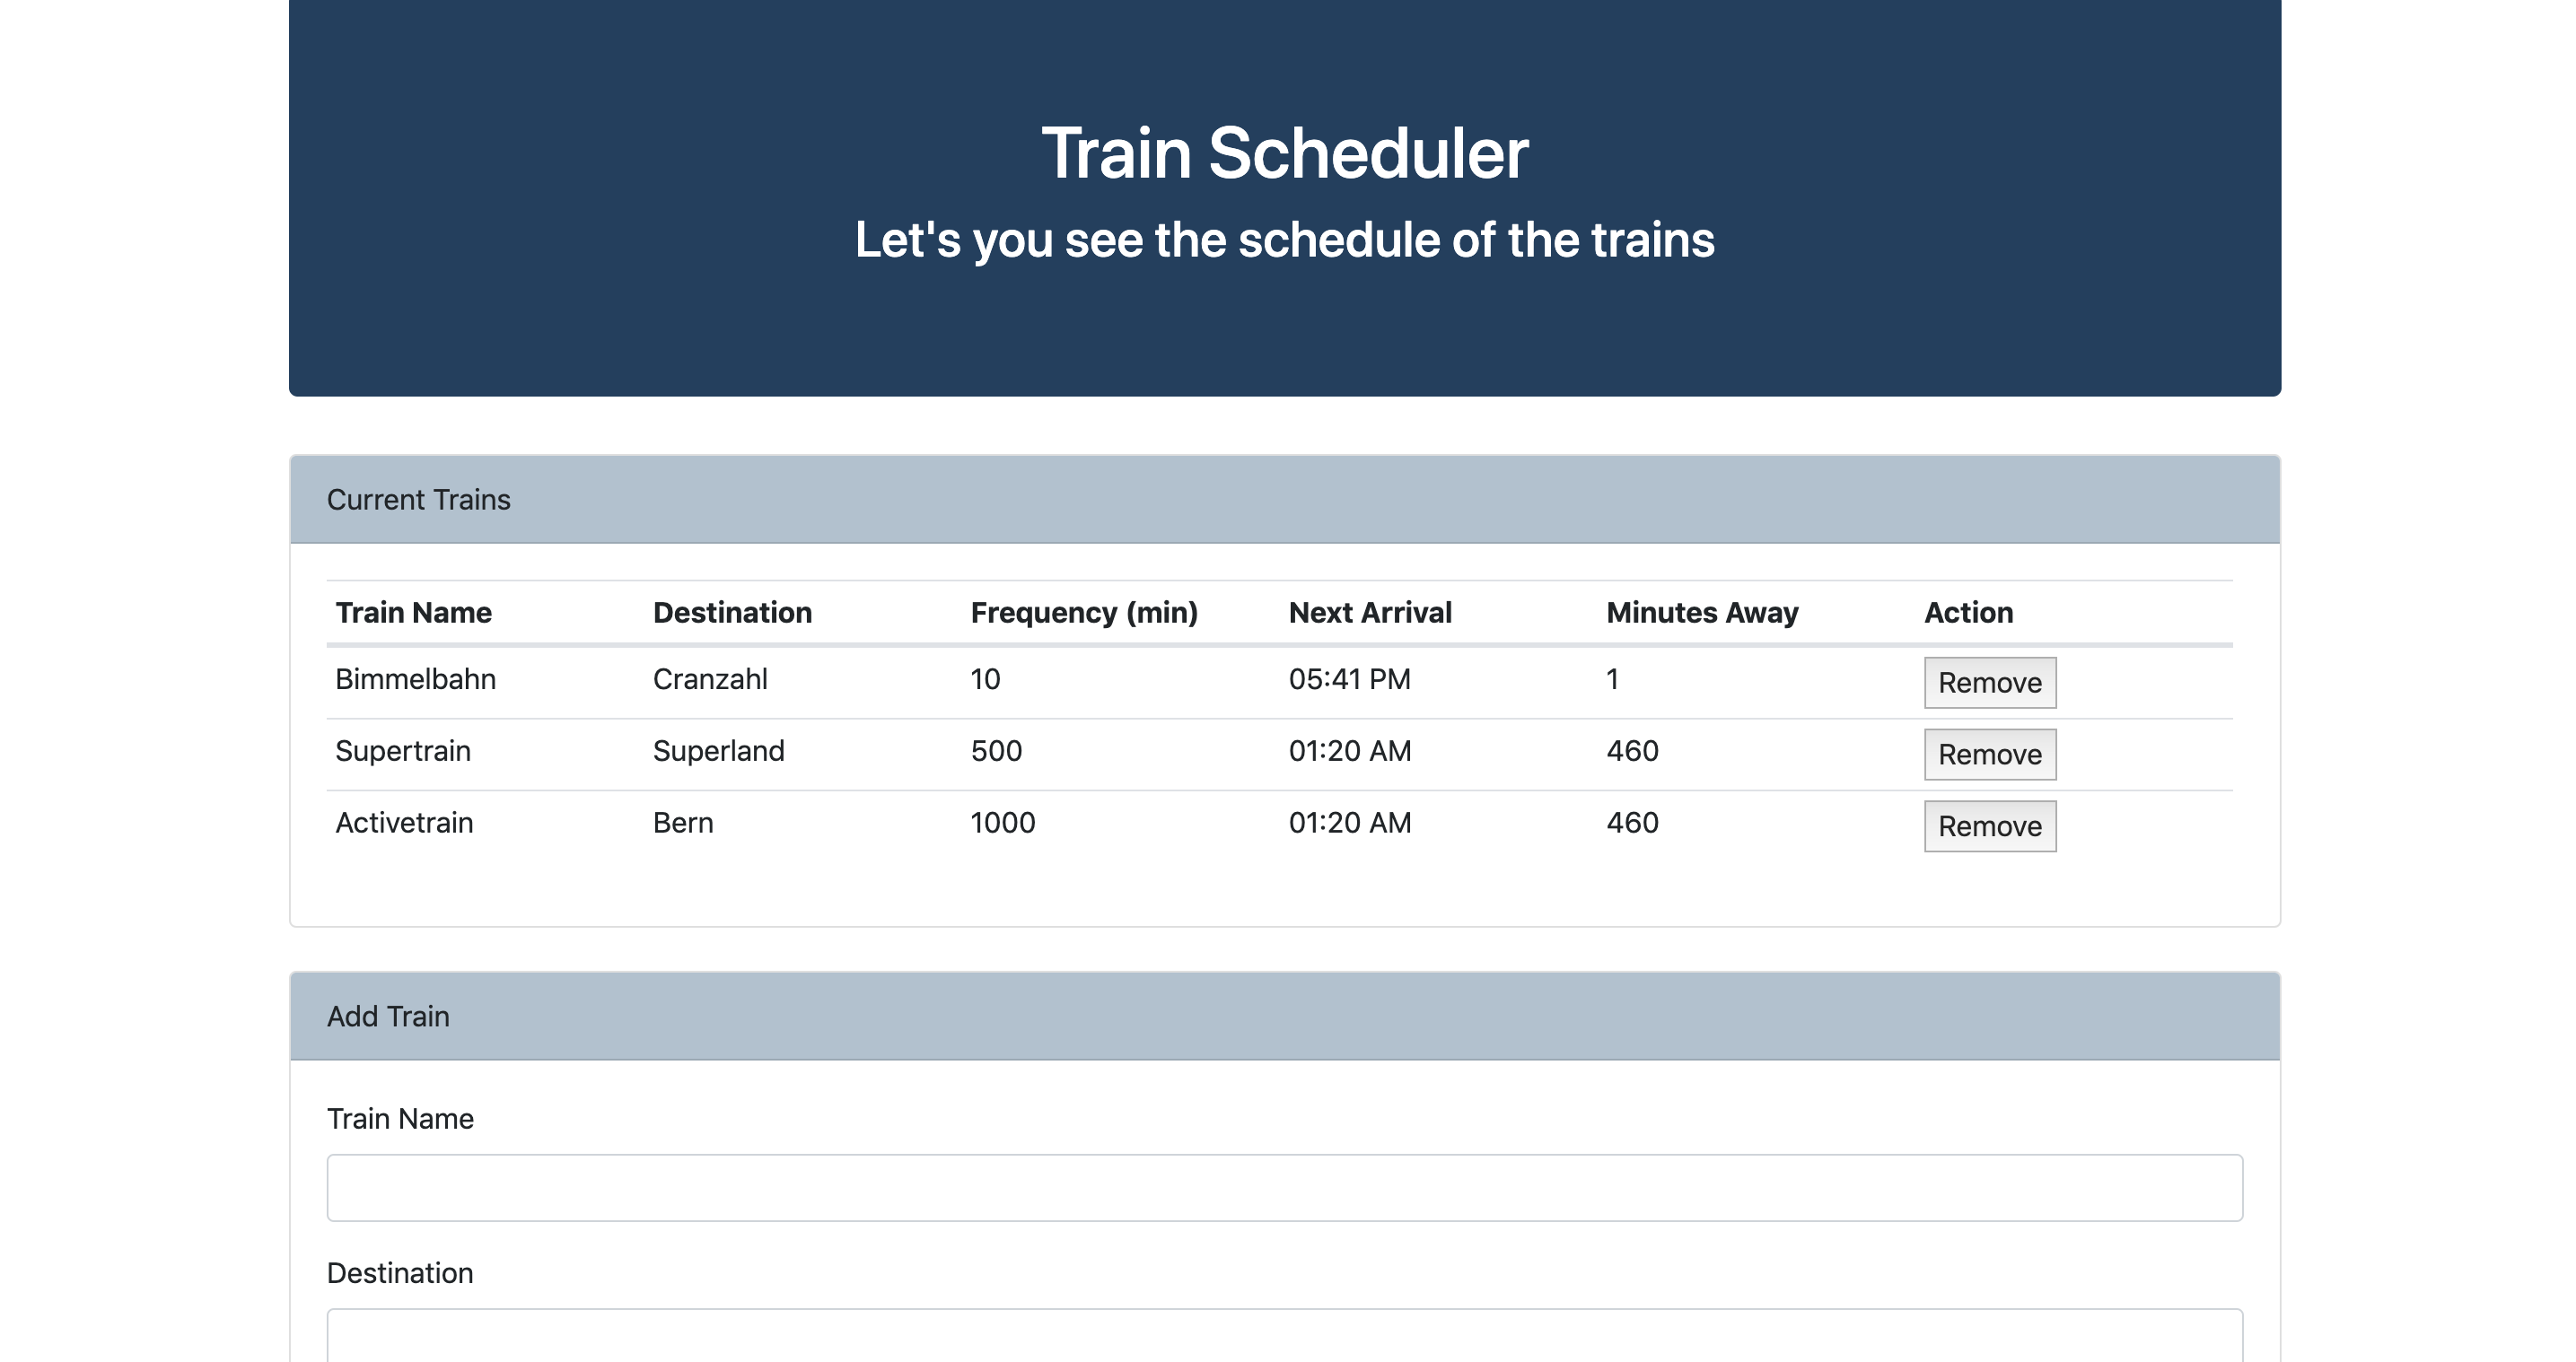 Train Scheduler
Let's you see the schedule of the trains
Current Trains
Train Name Destination Frequency (min) Next Arrival Minutes Away Action
Bimmelbahn Cranzahl 10 05:41 PM 1 Remove
Supertrain Superland 500 01:20 AM 460 Remove
Activetrain Bern 1000 01:20 AM 460 Remove
Add Train
Train Name
Destination